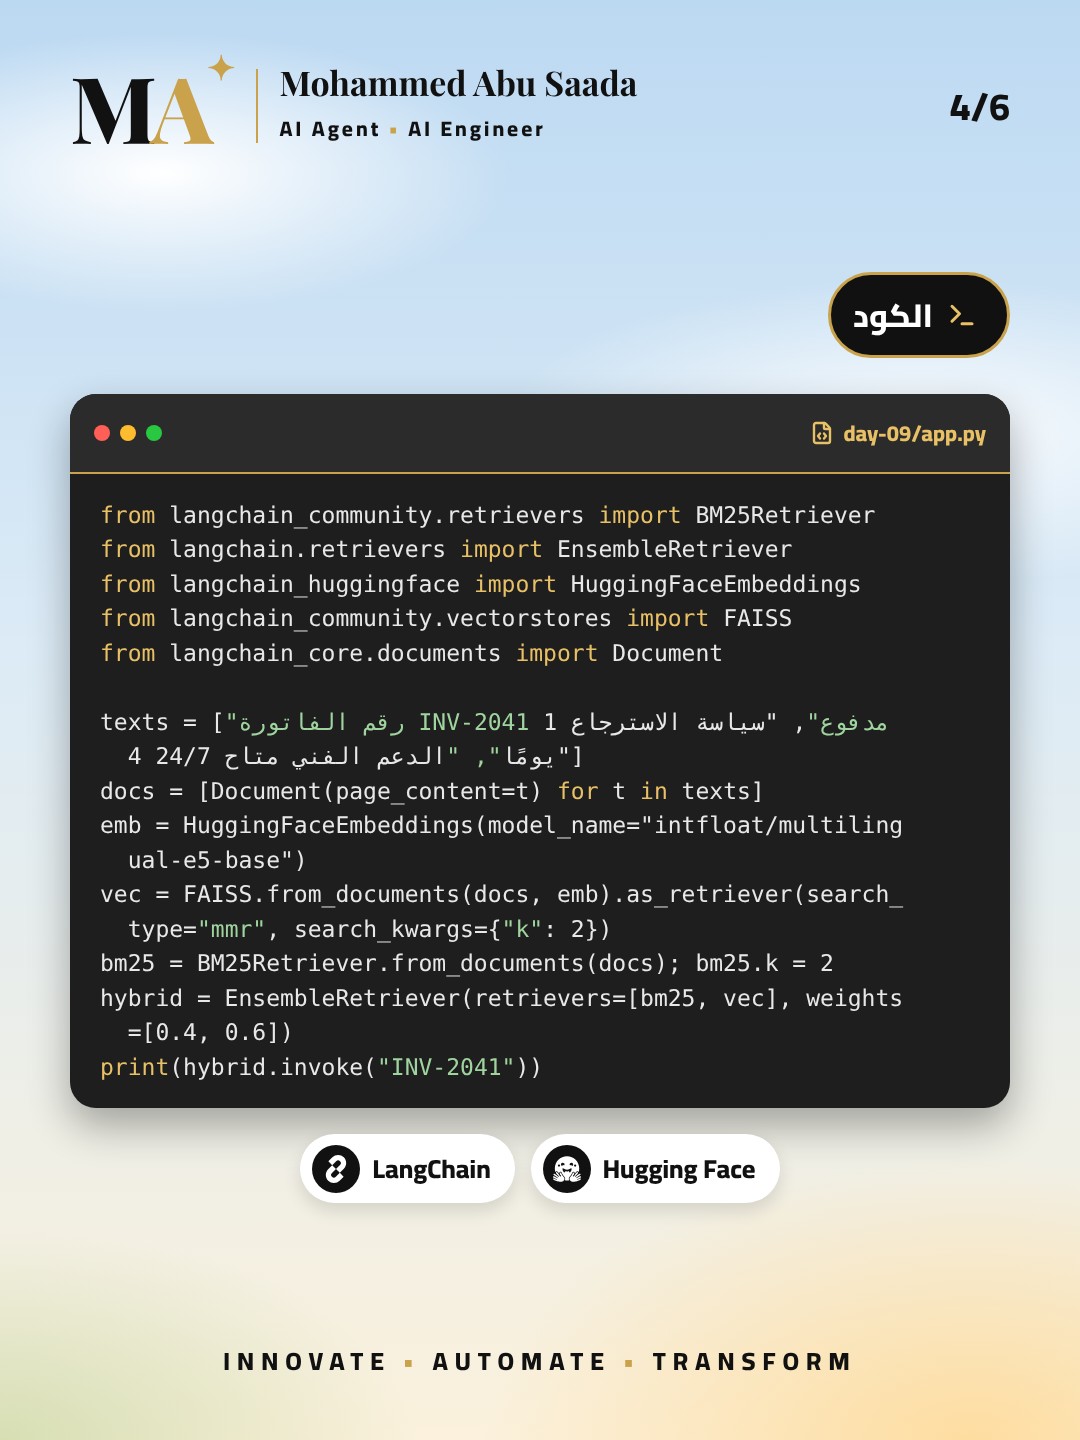 MA
Mohammed Abu Saada
AI Agent ▪ AI Engineer
4/6
الكود
day-09/app.py
from langchain_community.retrievers import BM25Retriever
from langchain.retrievers import EnsembleRetriever
from langchain_huggingface import HuggingFaceEmbeddings
from langchain_community.vectorstores import FAISS
from langchain_core.documents import Document
texts = ["رقم الفاتورة INV-2041 مدفوع", "سياسة الاسترجاع 1
4 يومًا", "الدعم الفني متاح 24/7"]
docs = [Document(page_content=t) for t in texts]
emb = HuggingFaceEmbeddings(model_name="intfloat/multiling
ual-e5-base")
vec = FAISS.from_documents(docs, emb).as_retriever(search_
type="mmr", search_kwargs={"k": 2})
bm25 = BM25Retriever.from_documents(docs); bm25.k = 2
hybrid = EnsembleRetriever(retrievers=[bm25, vec], weights
=[0.4, 0.6])
print(hybrid.invoke("INV-2041"))
LangChain
Hugging Face
INNOVATE ▪ AUTOMATE ▪ TRANSFORM